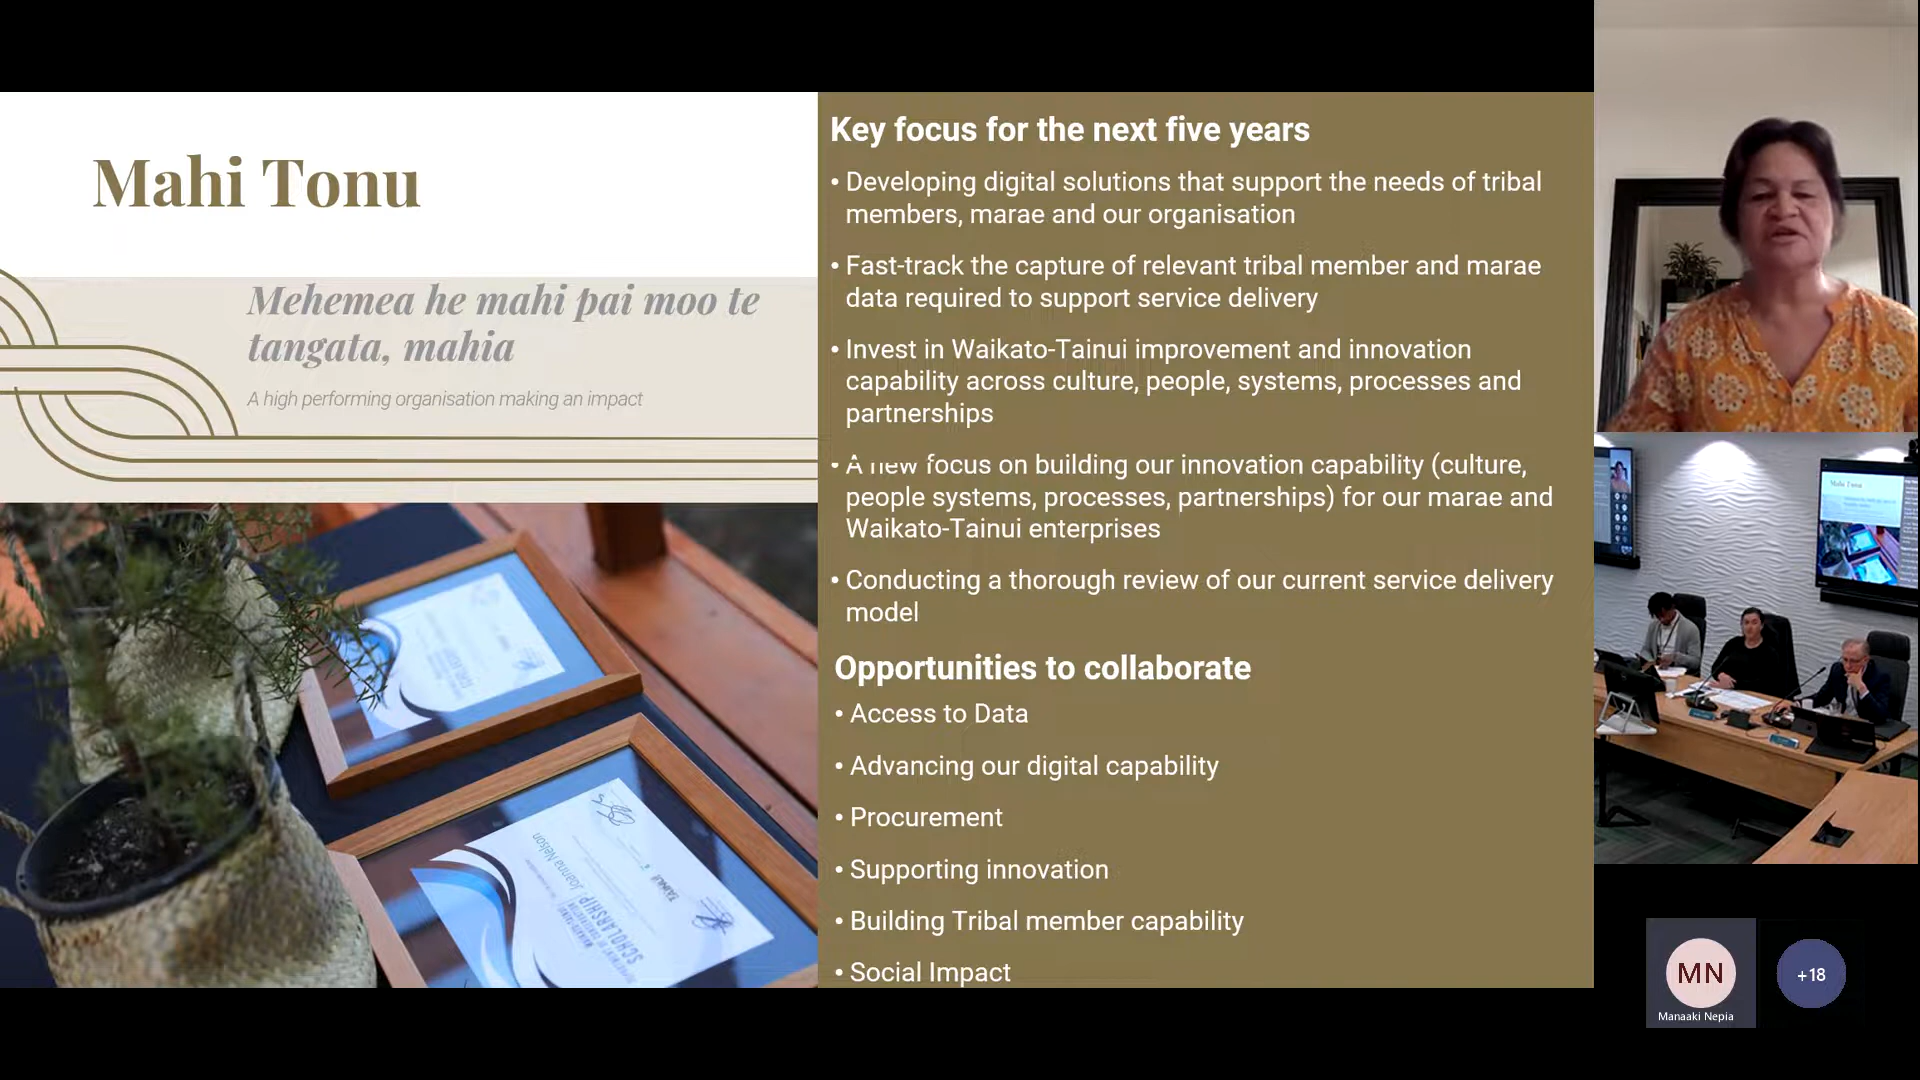 Mahi Tonu
Mehemea he mahi pai moo te
tangata, mahia
A high performing organisation making an impact
Key focus for the next five years
• Developing digital solutions that support the needs of tribal
members, marae and our organisation
• Fast-track the capture of relevant tribal member and marae
data required to support service delivery
• Invest in Waikato-Tainui improvement and innovation
capability across culture, people, systems, processes and
partnerships
• A new focus on building our innovation capability (culture,
people systems, processes, partnerships) for our marae and
Waikato-Tainui enterprises
• Conducting a thorough review of our current service delivery
model
Opportunities to collaborate
• Access to Data
• Advancing our digital capability
• Procurement
• Supporting innovation
• Building Tribal member capability
• Social Impact
Joanna Nelson
SCHOLARSHIP
TAINUI
Mahi Tonu
MN
Manaaki Nepia
+18